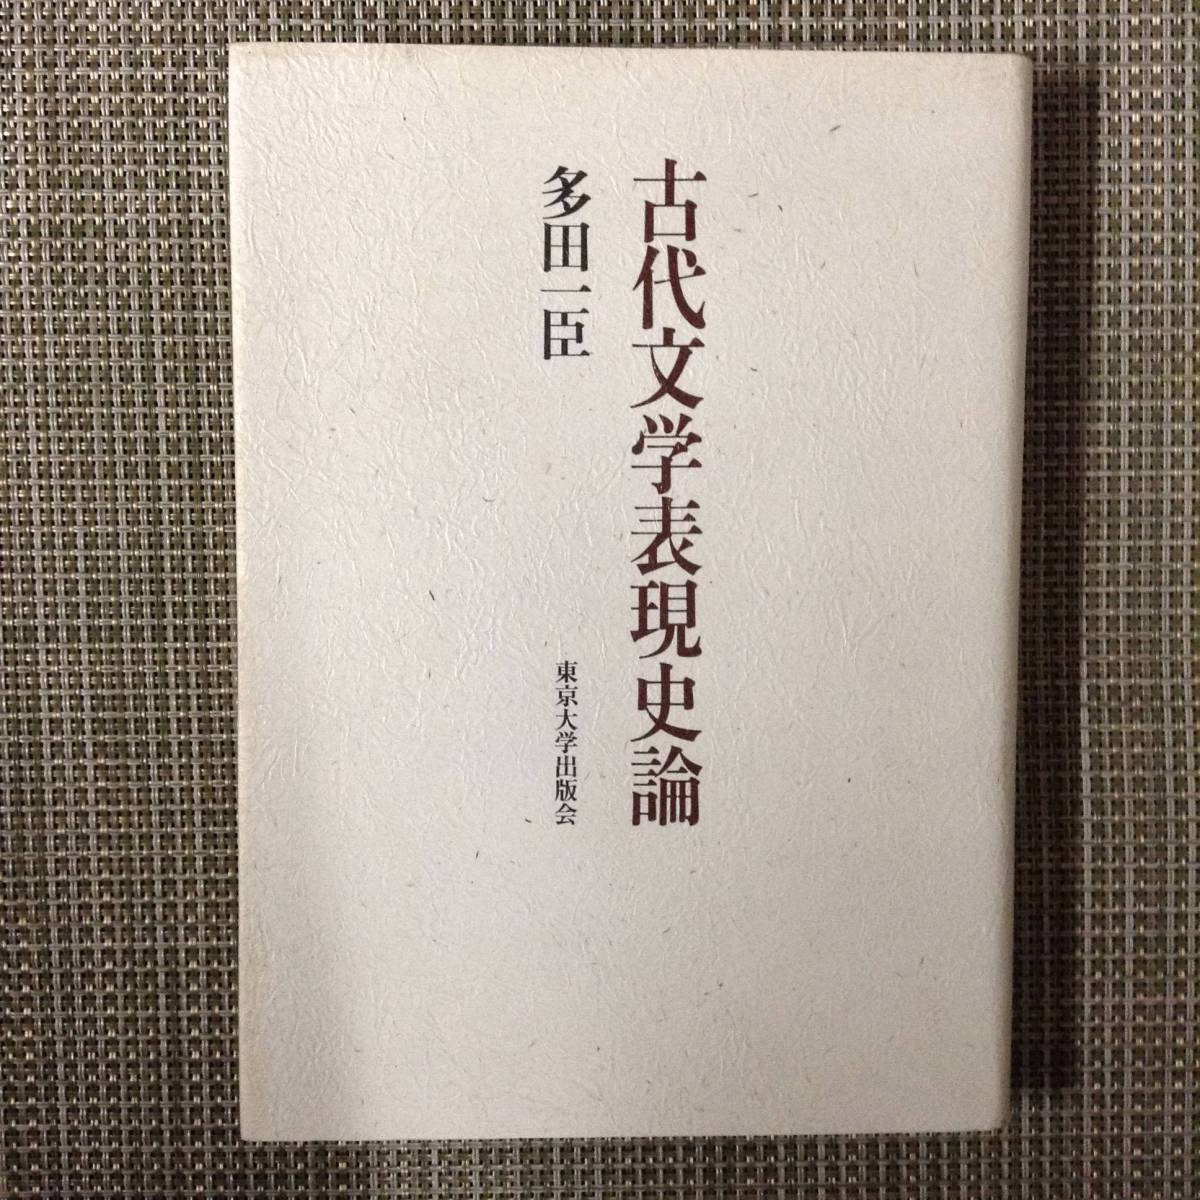 古代文学表現史論
多田一臣
東京大学出版会